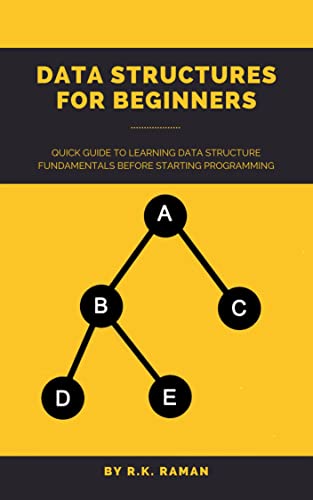 DATA STRUCTURES
FOR BEGINNERS
QUICK GUIDE TO LEARNING DATA STRUCTURE
FUNDAMENTALS BEFORE STARTING PROGRAMMING
A
B
C
D
E
BY R.K. RAMAN